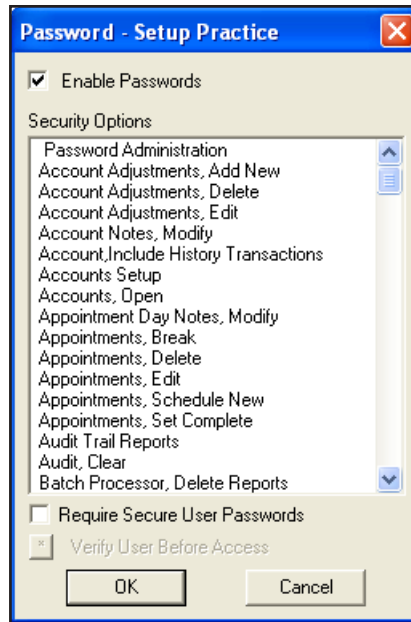 Password - Setup Practice
Enable Passwords
Security Options
Password Administration
Account Adjustments, Add New
Account Adjustments, Delete
Account Adjustments, Edit
Account Notes, Modify
Account,Include History Transactions
Accounts Setup
Accounts, Open
Appointment Day Notes, Modify
Appointments, Break
Appointments, Delete
Appointments, Edit
Appointments, Schedule New
Appointments, Set Complete
Audit Trail Reports
Audit, Clear
Batch Processor, Delete Reports
Require Secure User Passwords
* Verify User Before Access
OK Cancel